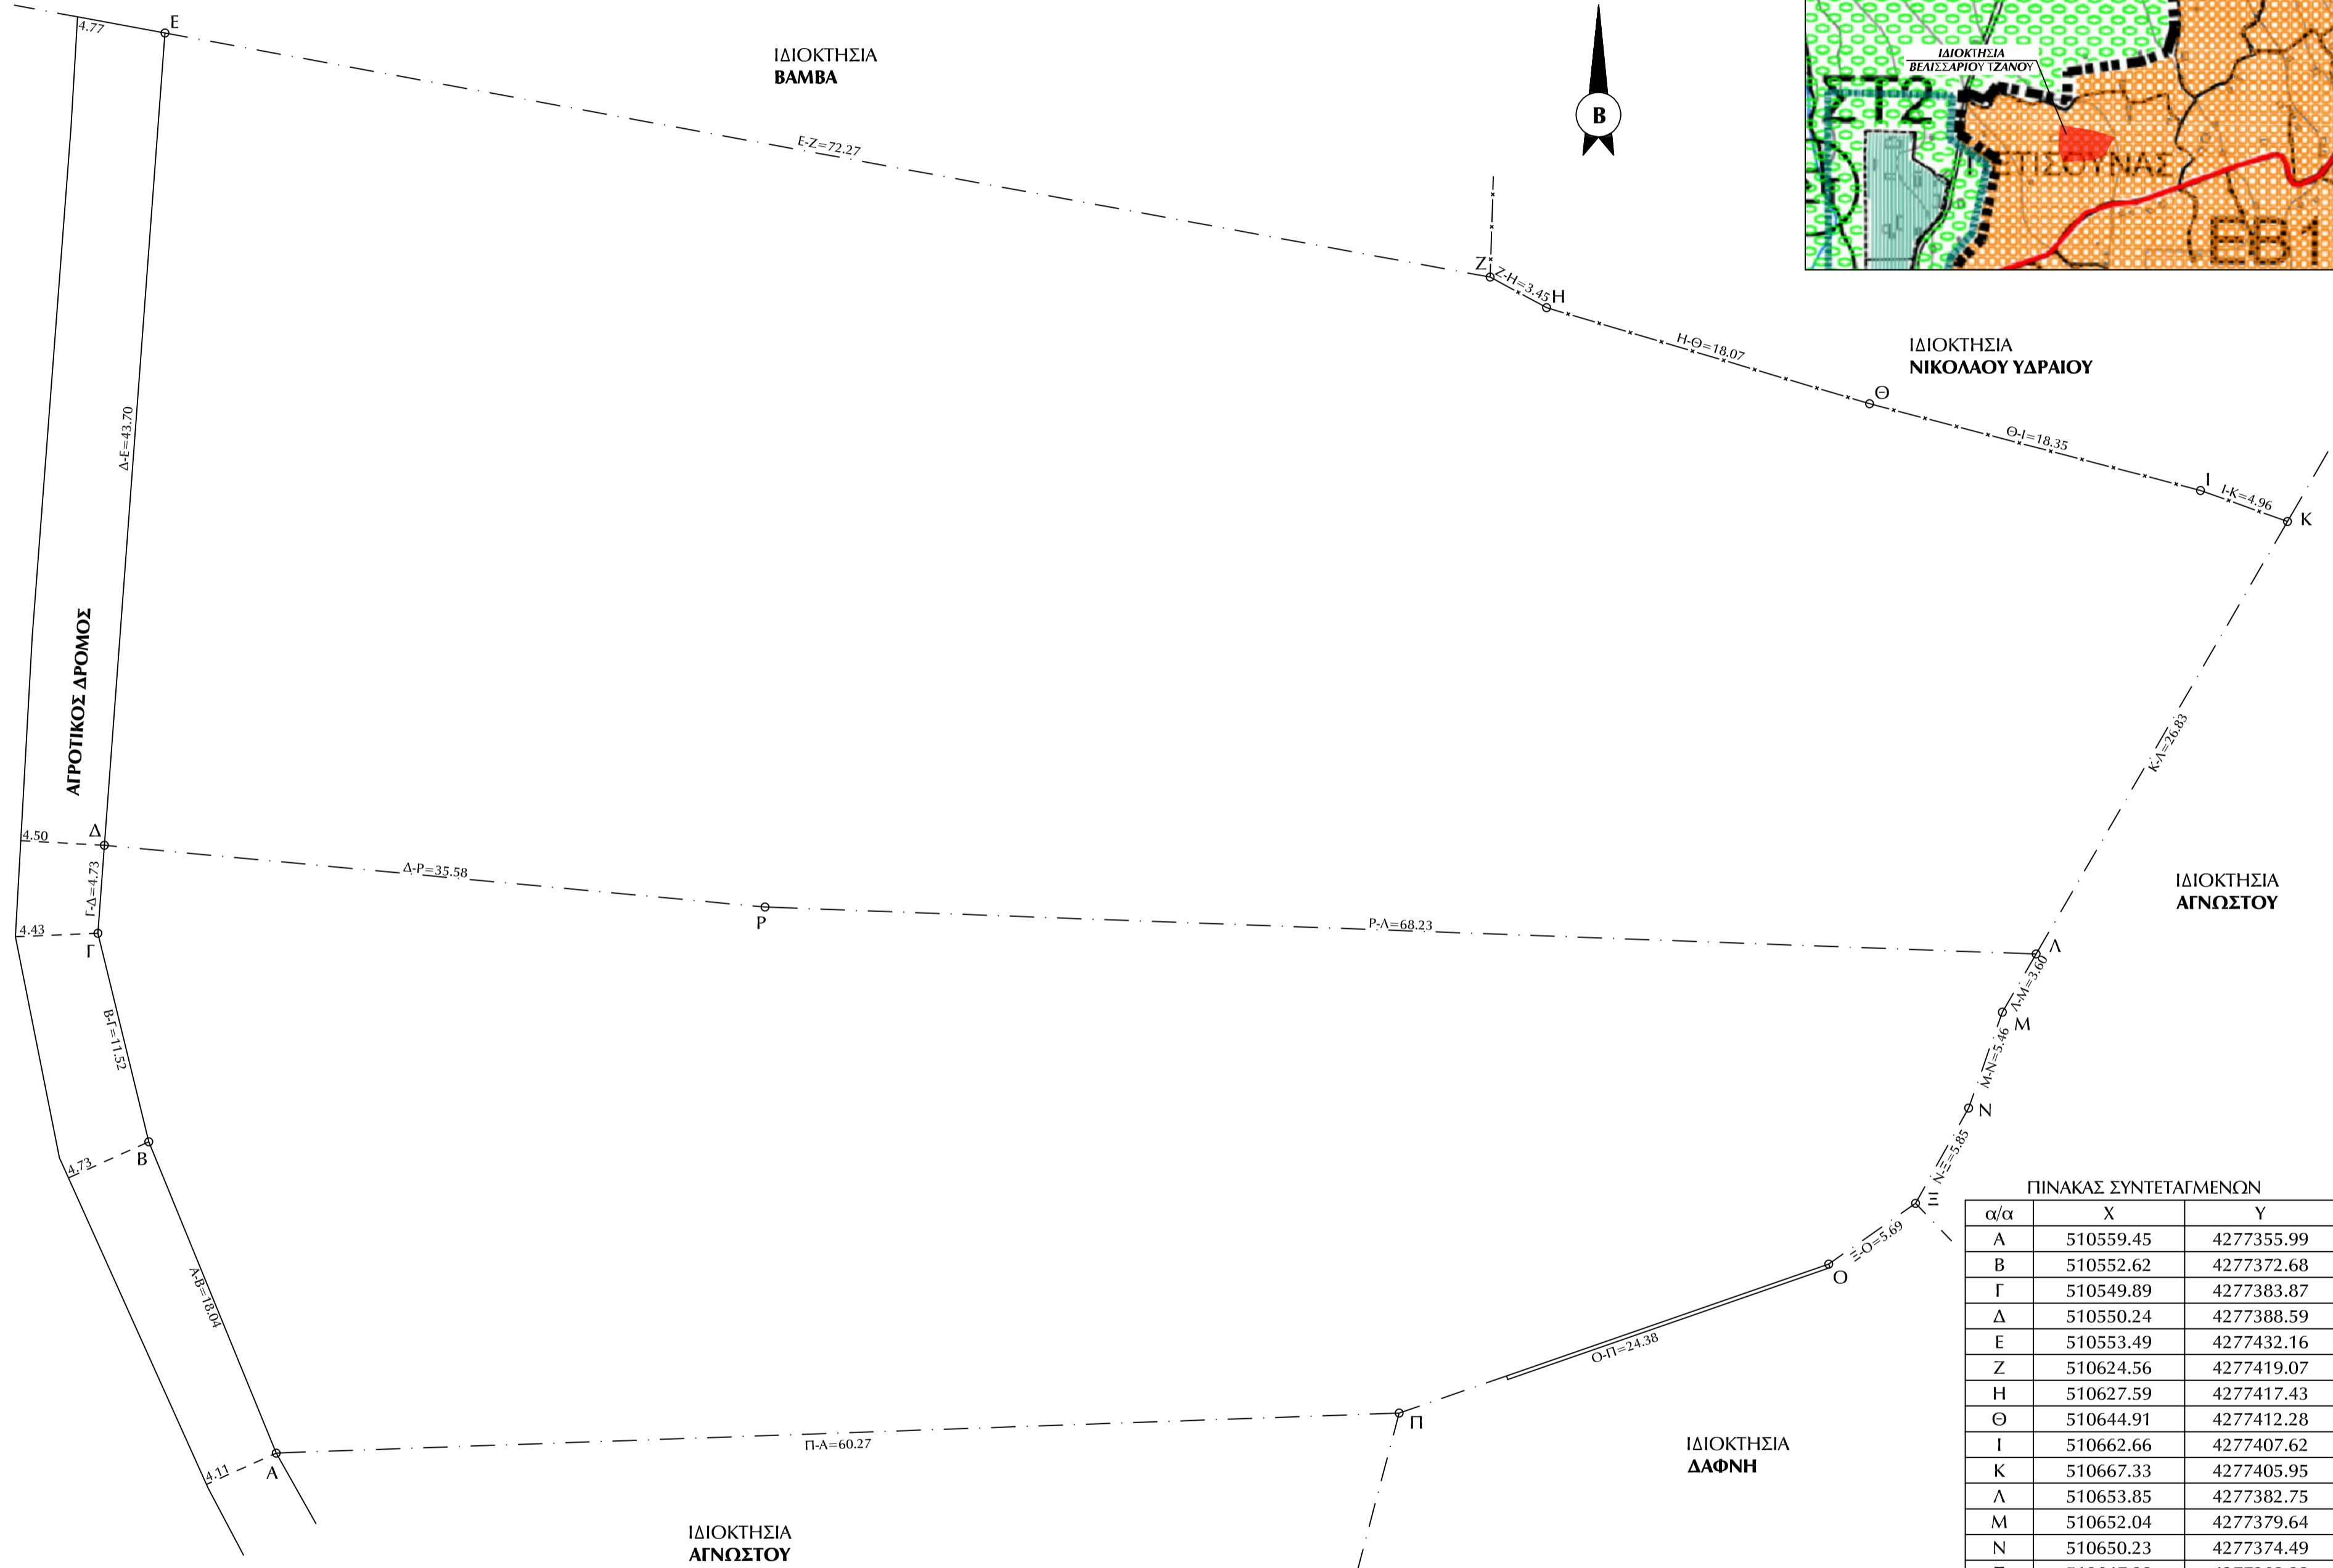 4.77
Ε
ΙΔΙΟΚΤΗΣΙΑ
ΒΑΜΒΑ
Ε-Ζ=72.27
Β
ΙΔΙΟΚΤΗΣΙΑ
ΒΕΛΙΣΣΑΡΙΟΥ ΤΖΑΝΟΥ
ΕΒ1
Ζ
Ζ-Η=3.45
Η
Η-Θ=18.07
ΙΔΙΟΚΤΗΣΙΑ
ΝΙΚΟΛΑΟΥ ΥΔΡΑΙΟΥ
Θ
Θ-Ι=18.35
Ι
Ι-Κ=4.96
Κ
Δ-Ε=43.70
ΑΓΡΟΤΙΚΟΣ ΔΡΟΜΟΣ
Κ-Λ=26.83
4.50
Δ
Δ-Ρ=35.58
Ρ
Ρ-Λ=68.23
Λ
ΙΔΙΟΚΤΗΣΙΑ
ΑΓΝΩΣΤΟΥ
Γ-Δ=4.73
4.43
Γ
Λ-Μ=3.60
Μ
Β-Γ=11.52
Μ-Ν=5.46
Ν
4.73
Β
Ν-Ξ=5.85
Ξ
Ξ-Ο=5.69
Ο
Α-Β=18.04
Ο-Π=24.38
Π
Π-Α=60.27
4.11
Α
ΙΔΙΟΚΤΗΣΙΑ
ΔΑΦΝΗ
ΙΔΙΟΚΤΗΣΙΑ
ΑΓΝΩΣΤΟΥ
ΠΙΝΑΚΑΣ ΣΥΝΤΕΤΑΓΜΕΝΩΝ
α/α X Y
Α 510559.45 4277355.99
Β 510552.62 4277372.68
Γ 510549.89 4277383.87
Δ 510550.24 4277388.59
Ε 510553.49 4277432.16
Ζ 510624.56 4277419.07
Η 510627.59 4277417.43
Θ 510644.91 4277412.28
Ι 510662.66 4277407.62
Κ 510667.33 4277405.95
Λ 510653.85 4277382.75
Μ 510652.04 4277379.64
Ν 510650.23 4277374.49